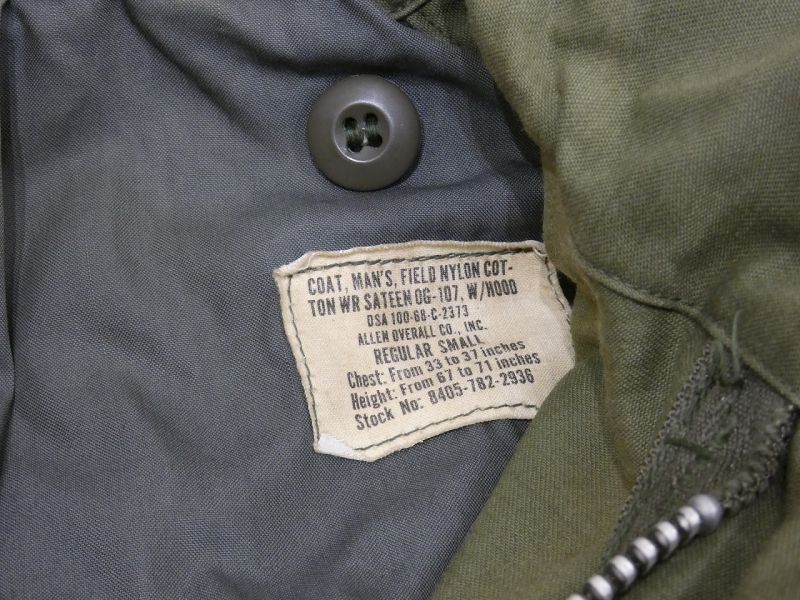 COAT, MAN'S, FIELD NYLON COT-
TON WR SATEEN OG-107, W/HOOD
DSA 100-68-C-2373
ALLEN OVERALL CO., INC.
REGULAR SMALL
Chest: From 33 to 37 inches
Height: From 67 to 71 inches
Stock No: 8405-782-2936